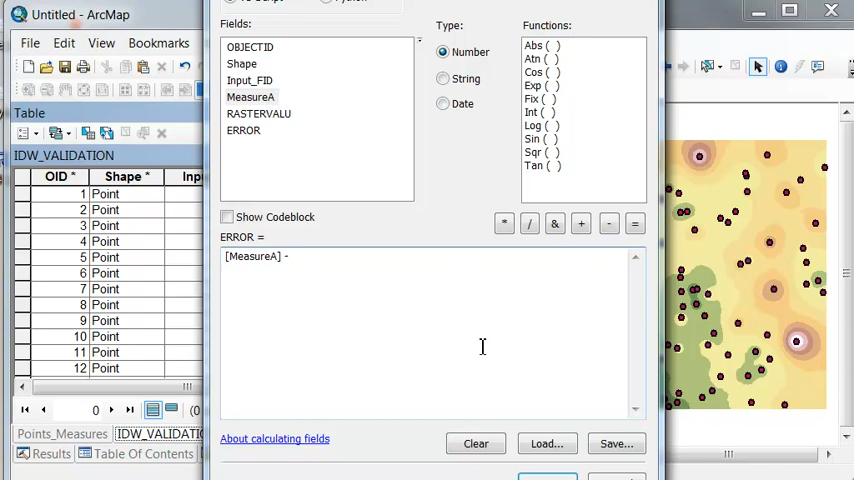 Untitled - ArcMap
File Edit View Bookmarks
Table
IDW_VALIDATION
OID * Shape * Inpu
1 Point
2 Point
3 Point
4 Point
5 Point
6 Point
7 Point
8 Point
9 Point
10 Point
11 Point
12 Point
0 (0
Points_Measures IDW_VALIDATIO
Results Table Of Contents
Fields:
OBJECTID
Shape
Input_FID
MeasureA
RASTERVALU
ERROR
Type:
Number
String
Date
Functions:
Abs ( )
Atn ( )
Cos ( )
Exp ( )
Fix ( )
Int ( )
Log ( )
Sin ( )
Sqr ( )
Tan ( )
Show Codeblock
* / & + - =
ERROR =
[MeasureA] -
About calculating fields
Clear Load... Save...